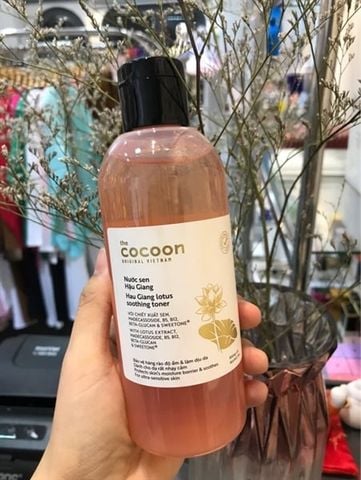 the
cocoon
ORIGINAL VIETNAM
Nước sen
Hậu Giang
Hau Giang lotus
soothing toner
VỚI CHIẾT XUẤT SEN,
MADECASSOSIDE, B5, B12,
BETA-GLUCAN & SWEETONE®
WITH LOTUS EXTRACT,
MADECASSOSIDE, B5, B12,
BETA-GLUCAN
& SWEETONE®
Bảo vệ hàng rào độ ẩm & làm dịu da
Dành cho da rất nhạy cảm
Protects skin's moisture barrier & soothes
For ultra-sensitive skin